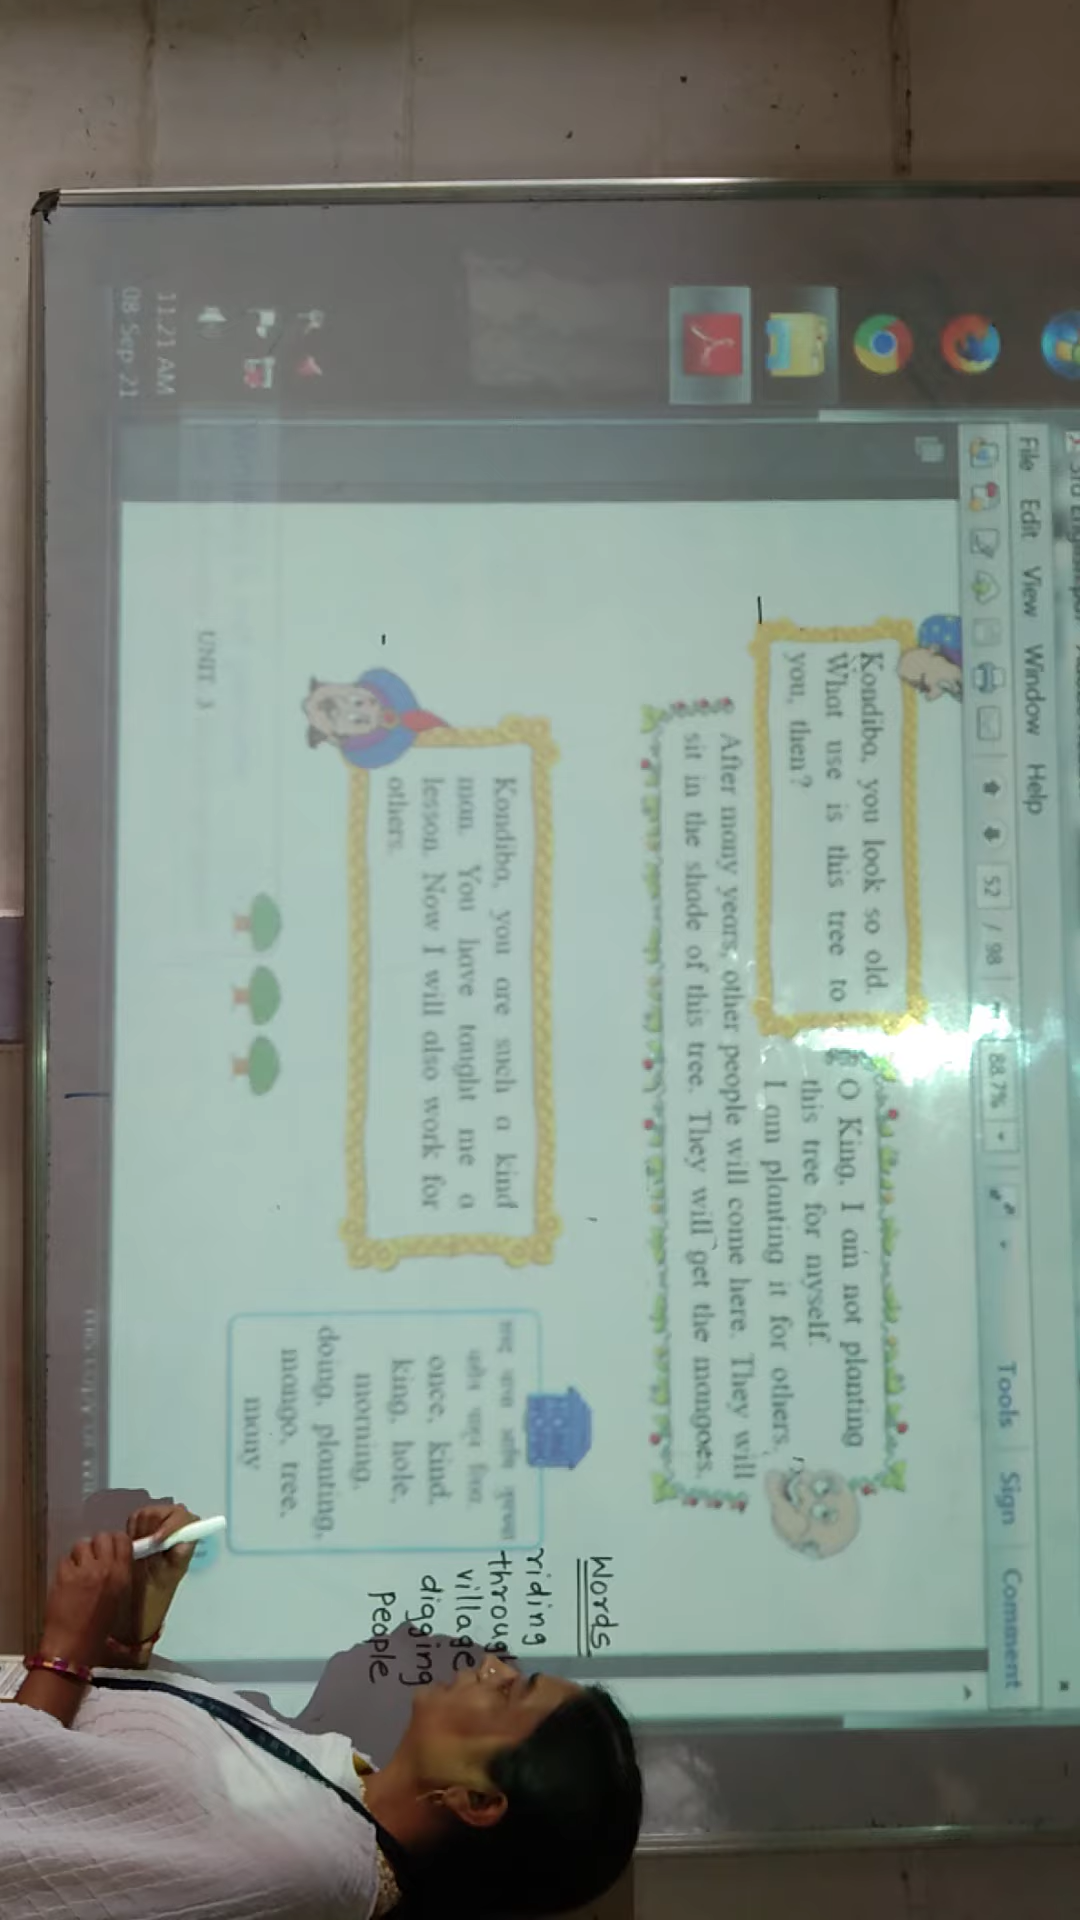 File Edit View Window Help
52 / 98
88.7%
Tools Sign Comment
Kondiba, you look so old.
What use is this tree to
you, then?
O King, I am not planting
this tree for myself.
I am planting it for others.
After many years, other people will come here. They will
sit in the shade of this tree. They will get the mangoes.
Kondiba, you are such a kind
man. You have taught me a
lesson. Now I will also work for
others.
once, kind,
king, hole,
morning,
doing, planting,
mango, tree,
many
Words
riding
through
village
digging
People
UNIT 3
11:21 AM
08-Sep-21